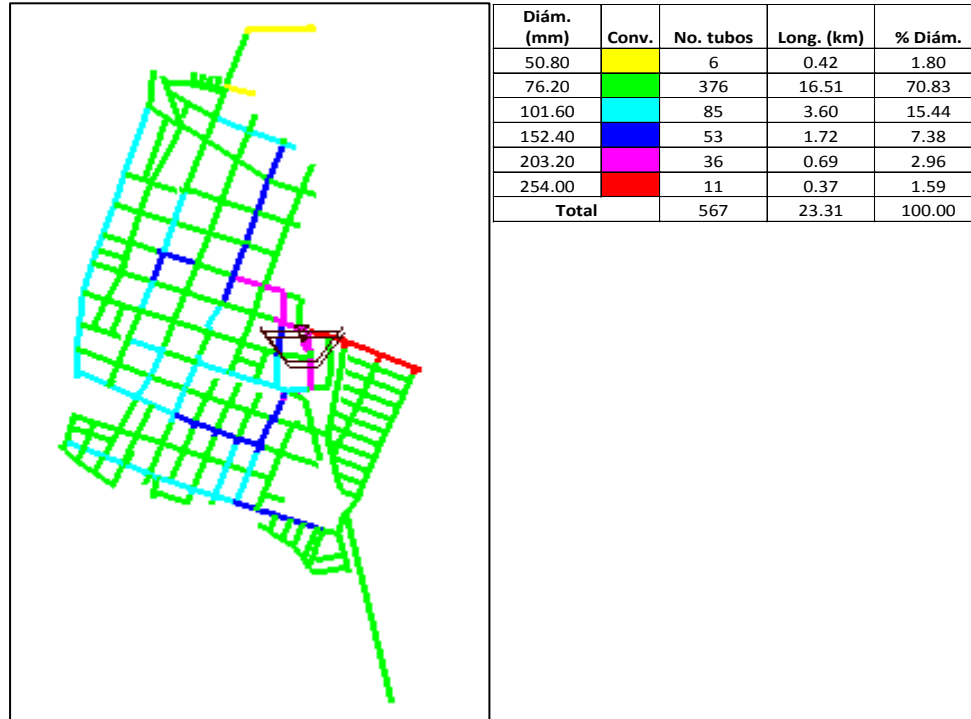 Diám. (mm) Conv. No. tubos Long. (km) % Diám.
50.80 6 0.42 1.80
76.20 376 16.51 70.83
101.60 85 3.60 15.44
152.40 53 1.72 7.38
203.20 36 0.69 2.96
254.00 11 0.37 1.59
Total 567 23.31 100.00